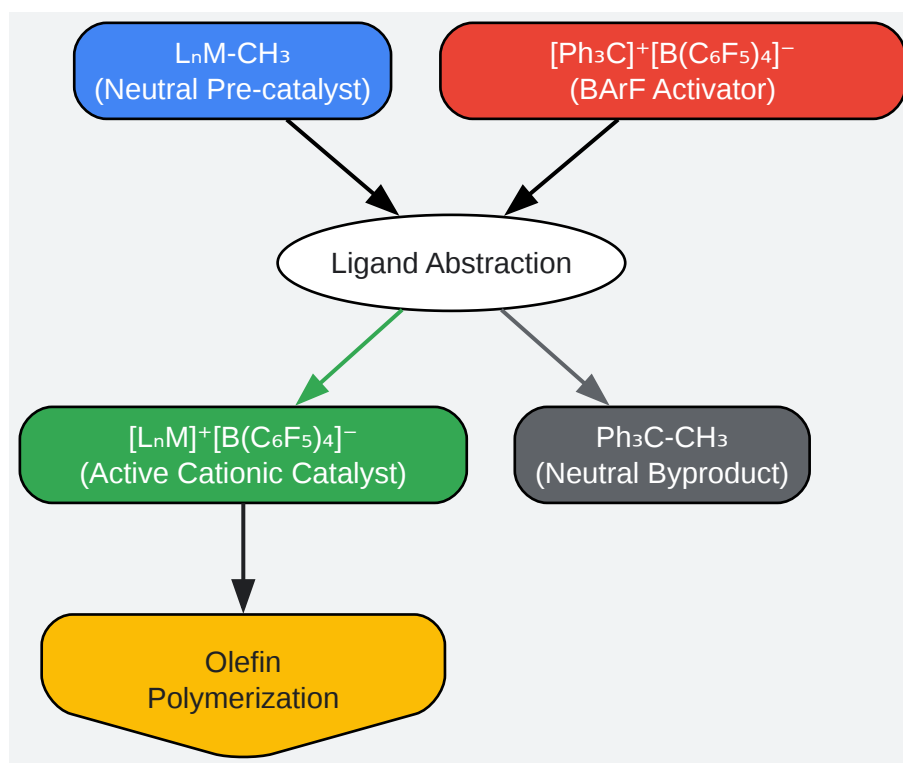 LₙM-CH₃
(Neutral Pre-catalyst)
[Ph₃C]⁺[B(C₆F₅)₄]⁻
(BArF Activator)
Ligand Abstraction
[LₙM]⁺[B(C₆F₅)₄]⁻
(Active Cationic Catalyst)
Ph₃C-CH₃
(Neutral Byproduct)
Olefin
Polymerization